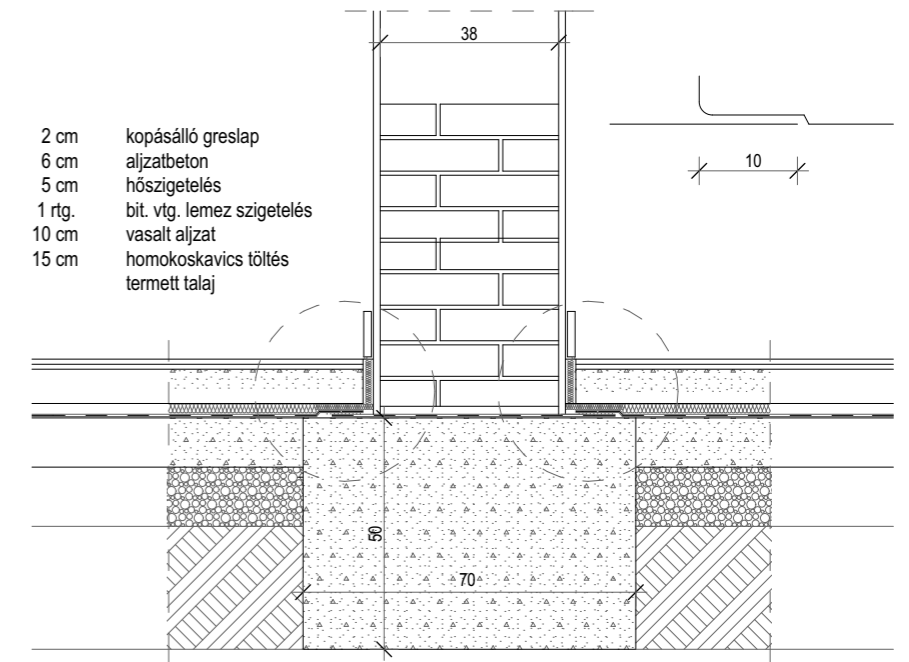 38
10
2 cm kopásálló greslap
6 cm aljzatbeton
5 cm hőszigetelés
1 rtg. bit. vtg. lemez szigetelés
10 cm vasalt aljzat
15 cm homokoskavics töltés
termett talaj
50
70